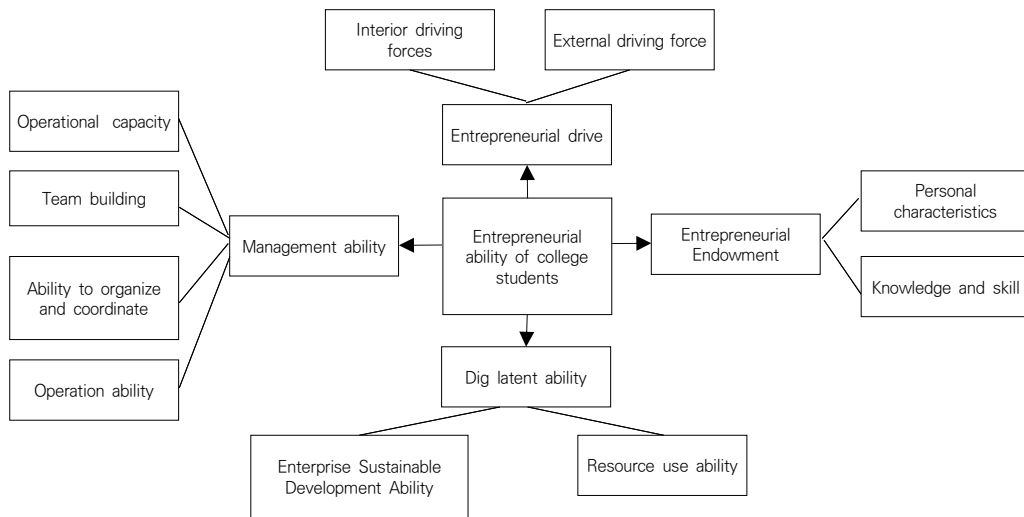 Interior driving
forces
External driving force
Operational capacity
Entrepreneurial drive
Team building
Personal
characteristics
Management ability
Entrepreneurial
ability of college
students
Entrepreneurial
Endowment
Ability to organize
and coordinate
Knowledge and skill
Operation ability
Dig latent ability
Enterprise Sustainable
Development Ability
Resource use ability